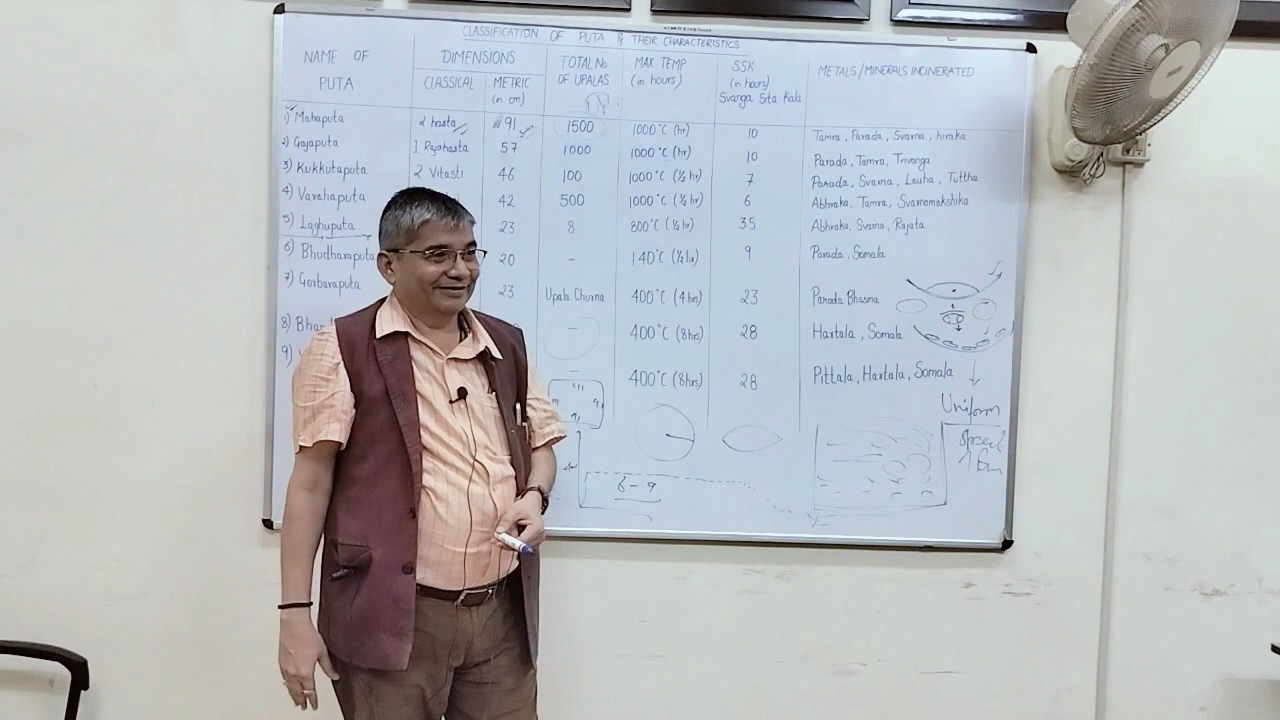 CLASSIFICATION OF PUTA & THEIR CHARACTERISTICS
NAME OF PUTA
DIMENSIONS
CLASSICAL
METRIC (in cm)
TOTAL No OF UPALAS
MAX TEMP (in hours)
SSK (in hours) Svanga Sita Kala
METALS/MINERALS INCINERATED
1) Mahaputa 2 hasta 91 1500 1000°C (hr) 10 Tamra, Parada, Svarna, hiraka
2) Gajaputa 1 Rajahasta 57 1000 1000°C (hr) 10 Parada, Tamra, Trivanga
3) Kukkutaputa 2 Vitasti 46 100 1000°C (½ hr) 7 Parada, Svarna, Lauha, Tuttha
4) Varahaputa 42 500 1000°C (½ hr) 6 Abhraka, Tamra, Svarnamakshika
5) Laghuputa 23 8 800°C (½ hr) 35 Abhraka, Svarna, Rajata
6) Bhudharaputa 20 - 140°C (½ hr) 9 Parada, Somala
7) Gorbaraputa 23 Upala Churna 400°C (4 hrs) 23 Parada Bhasma
8) - 400°C (8hrs) 28 Hartala, Somala
9) - 400°C (8hrs) 28 Pittala, Hartala, Somala
Uniform
6-9